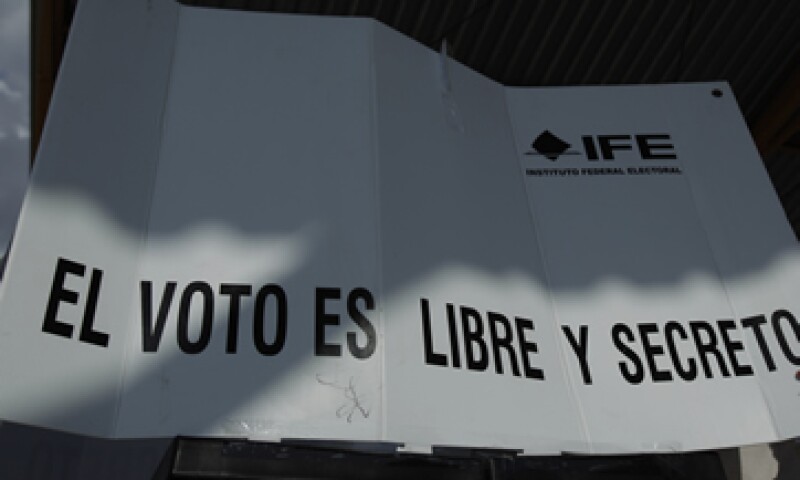 IFE
INSTITUTO FEDERAL ELECTORAL
EL VOTO ES LIBRE Y SECRETO